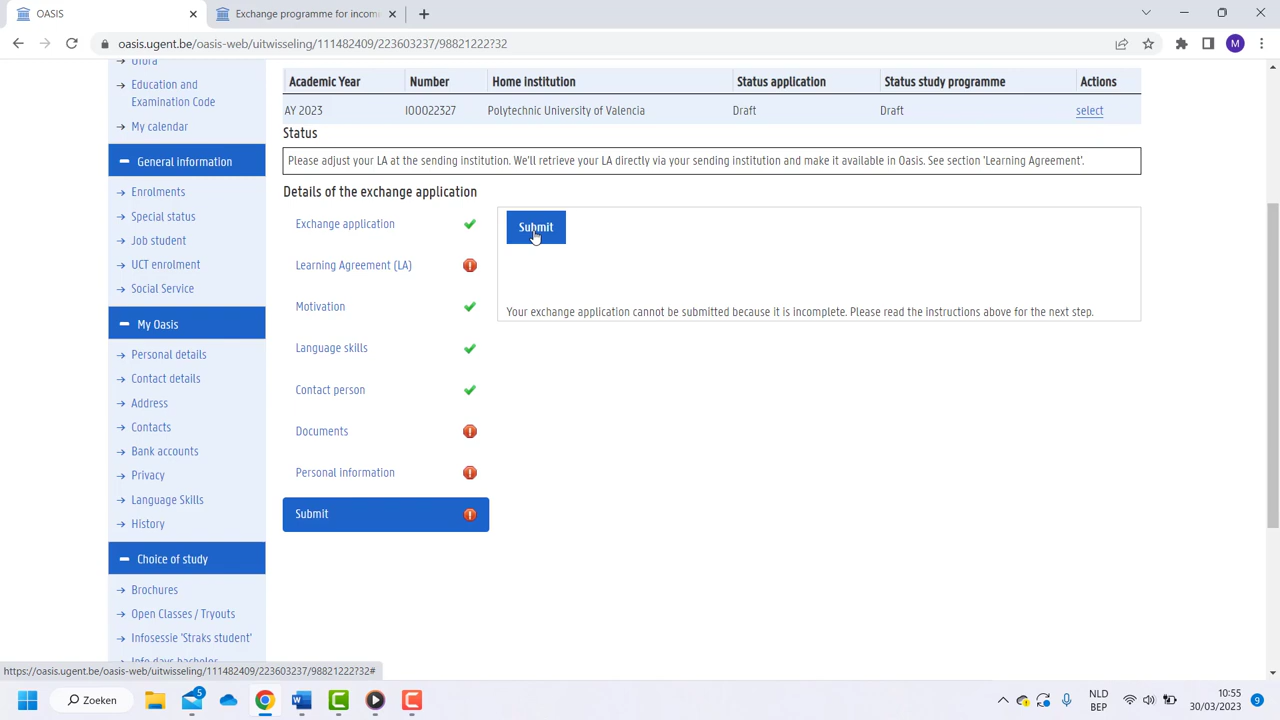 OASIS
Exchange programme for incom
oasis.ugent.be/oasis-web/uitwisseling/111482409/223603237/98821222?32
M
Ufora
Education and
Examination Code
My calendar
General information
Enrolments
Special status
Job student
UCT enrolment
Social Service
My Oasis
Personal details
Contact details
Address
Contacts
Bank accounts
Privacy
Language Skills
History
Choice of study
Brochures
Open Classes / Tryouts
Infosessie 'Straks student'
Info days bachelor
Academic Year Number Home institution Status application Status study programme Actions
AY 2023 I00022327 Polytechnic University of Valencia Draft Draft select
Status
Please adjust your LA at the sending institution. We'll retrieve your LA directly via your sending institution and make it available in Oasis. See section 'Learning Agreement'.
Details of the exchange application
Exchange application
Learning Agreement (LA)
Motivation
Language skills
Contact person
Documents
Personal information
Submit
Submit
Your exchange application cannot be submitted because it is incomplete. Please read the instructions above for the next step.
https://oasis.ugent.be/oasis-web/uitwisseling/111482409/223603237/98821222?32#
Zoeken
5
NLD
BEP
10:55
30/03/2023
9